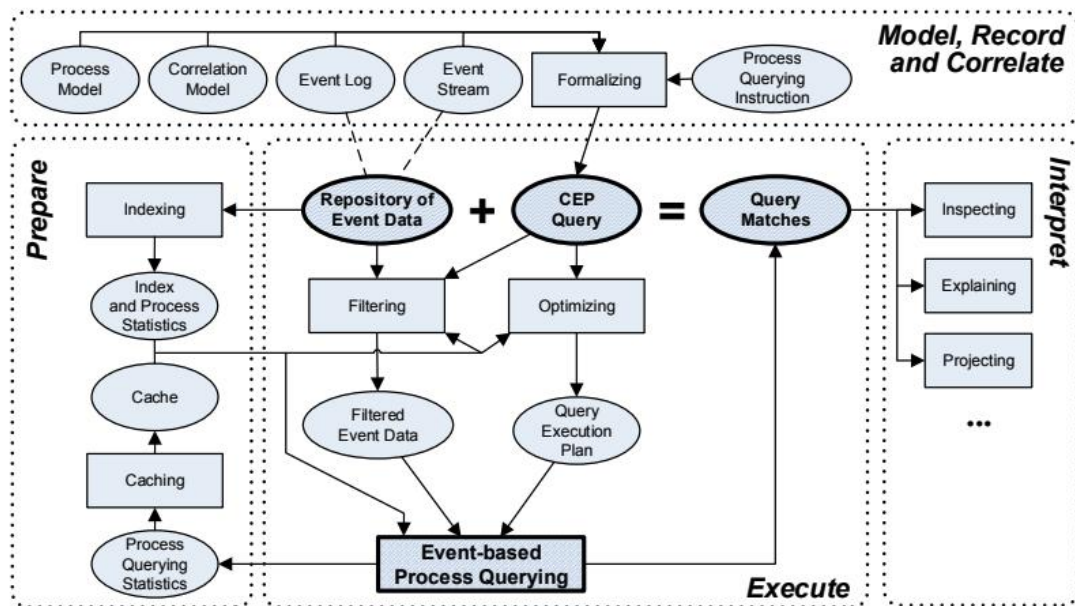 Model, Record
and Correlate
Process
Model
Correlation
Model
Event Log
Event
Stream
Formalizing
Process
Querying
Instruction
Prepare
Indexing
Index
and Process
Statistics
Cache
Caching
Process
Querying
Statistics
Repository of
Event Data
+
CEP
Query
=
Query
Matches
Filtering
Optimizing
Filtered
Event Data
Query
Execution
Plan
Event-based
Process Querying
Execute
Interpret
Inspecting
Explaining
Projecting
...